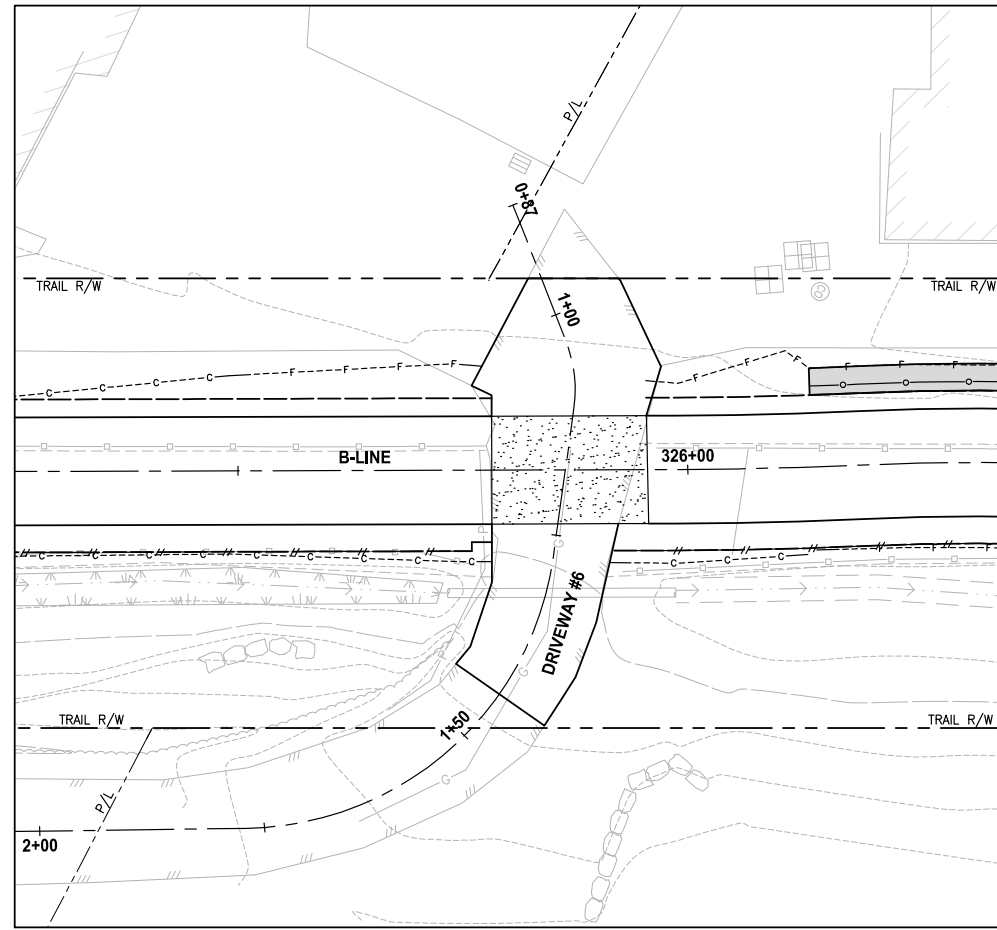 P/L
0+87
TRAIL R/W
TRAIL R/W
1+00
C C C F F F F
F F
F F F
O O O
B-LINE
326+00
C C C C C C C
C C C F F
P
G
DRIVEWAY #6
P
G
TRAIL R/W
TRAIL R/W
1+50
G
P/L
2+00